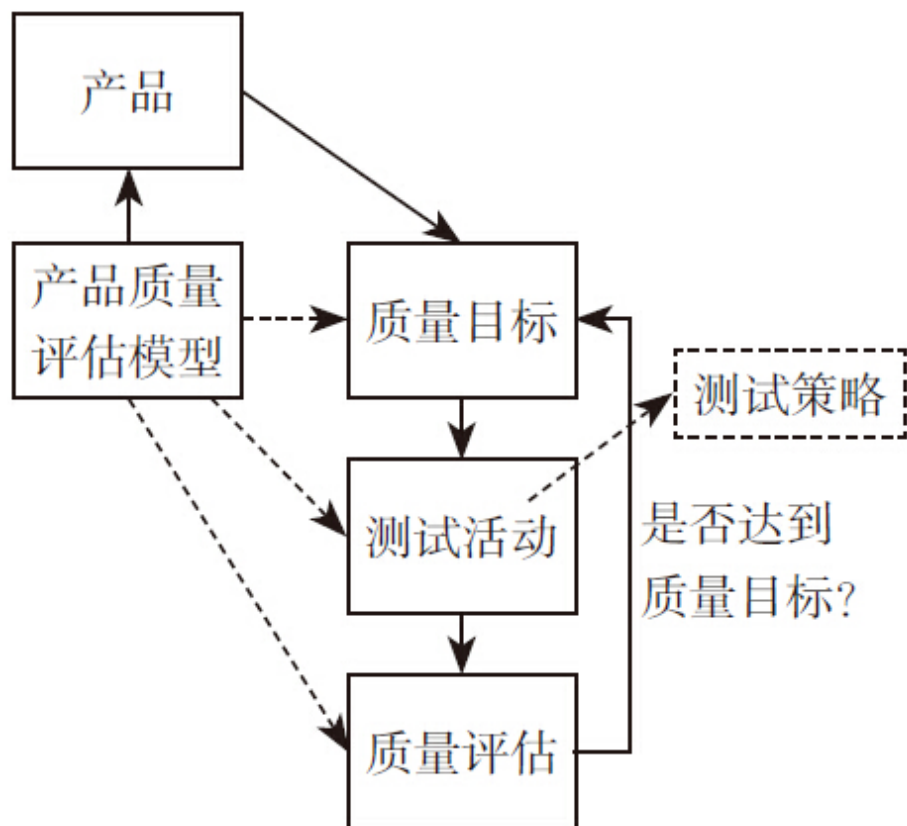 产品
产品质量
评估模型
质量目标
测试策略
测试活动
是否达到
质量目标？
质量评估